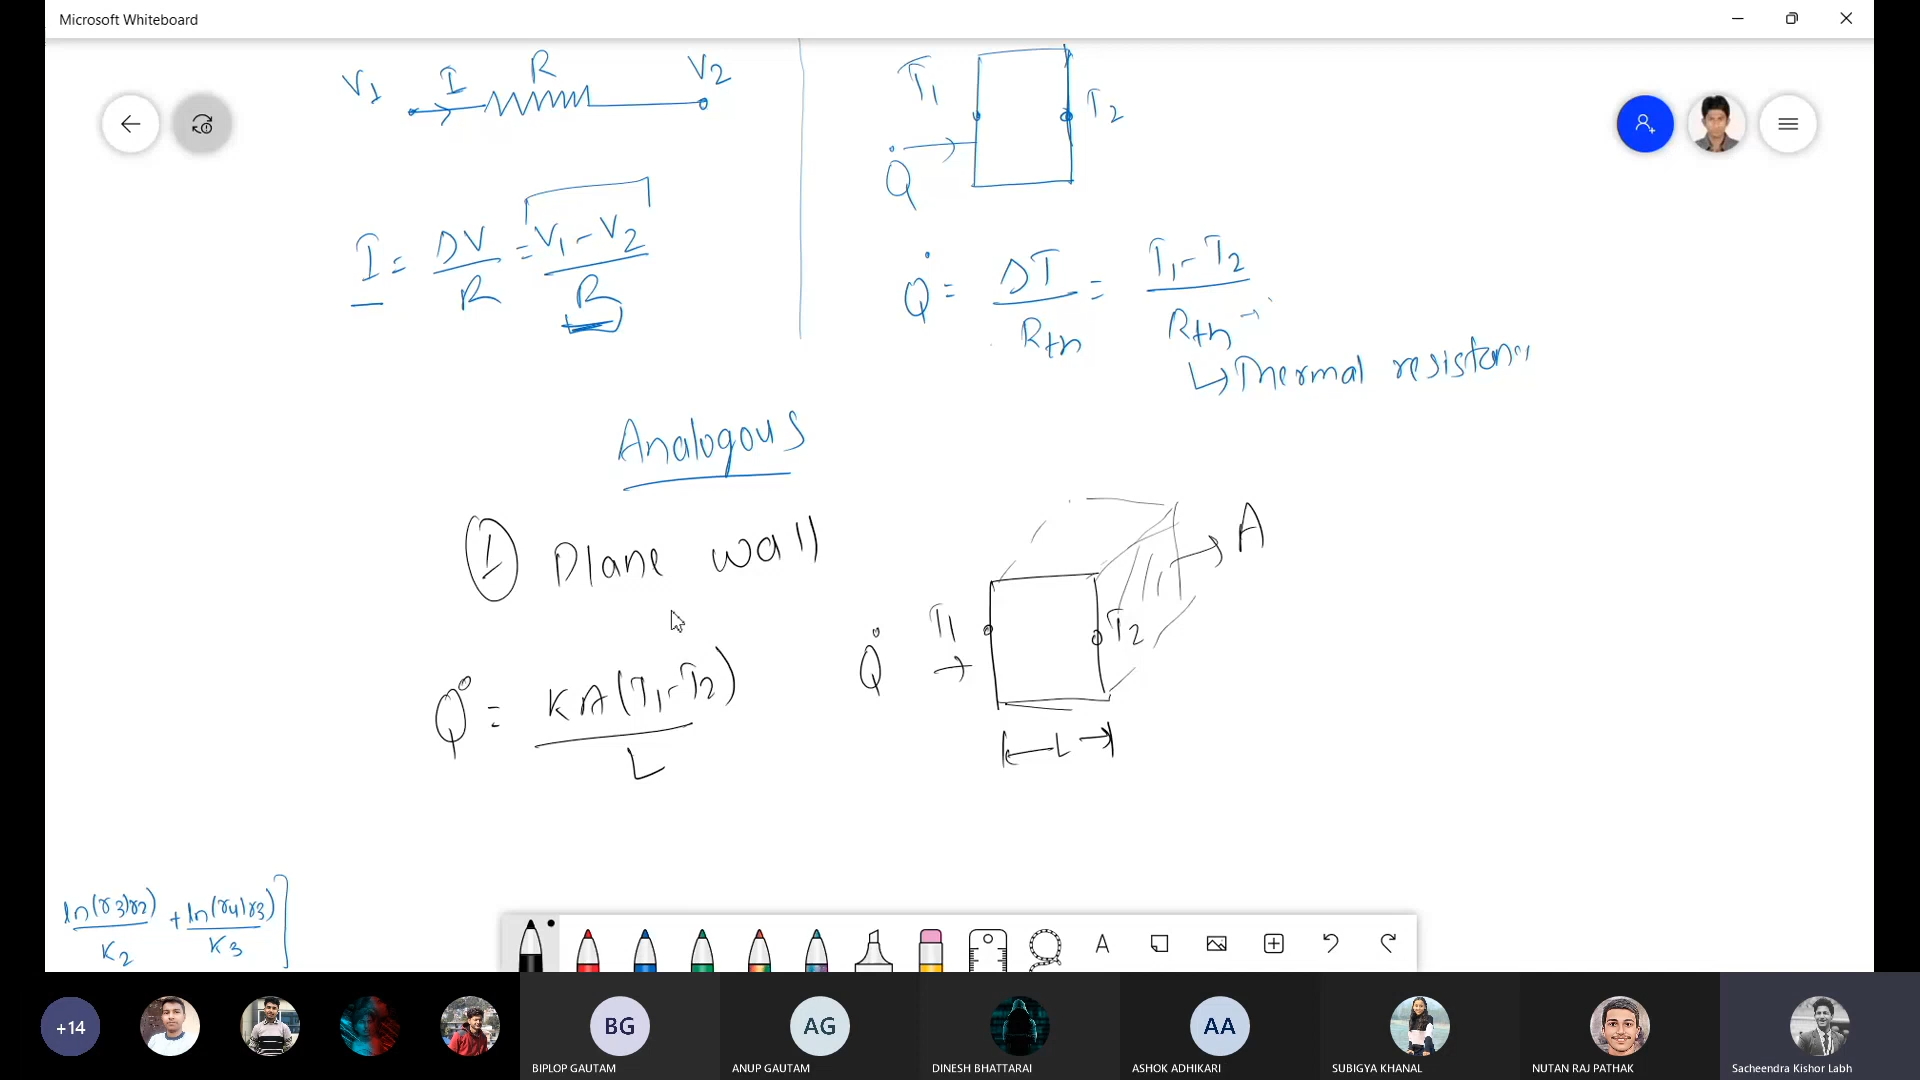 Microsoft Whiteboard
V1 I R V2
I = ΔV/R = V1 - V2/R
T1 T2
Q̇
Q̇ = ΔT/Rth = T1 - T2/Rth
↳ Thermal
Analogous
① Plane wall
Q̇ = KA(T1-T2)/L
Q̇ T1 → T2 → A
L
ln(r3/r2)/K2 + ln(r4/r3)/K3 ]
A
+14
BG
AG
AA
BIPLOP GAUTAM
ANUP GAUTAM
DINESH BHATTARAI
ASHOK ADHIKARI
SUBIGYA KHANAL
NUTAN RAJ PATHAK
Sacheendra Kishor Labh